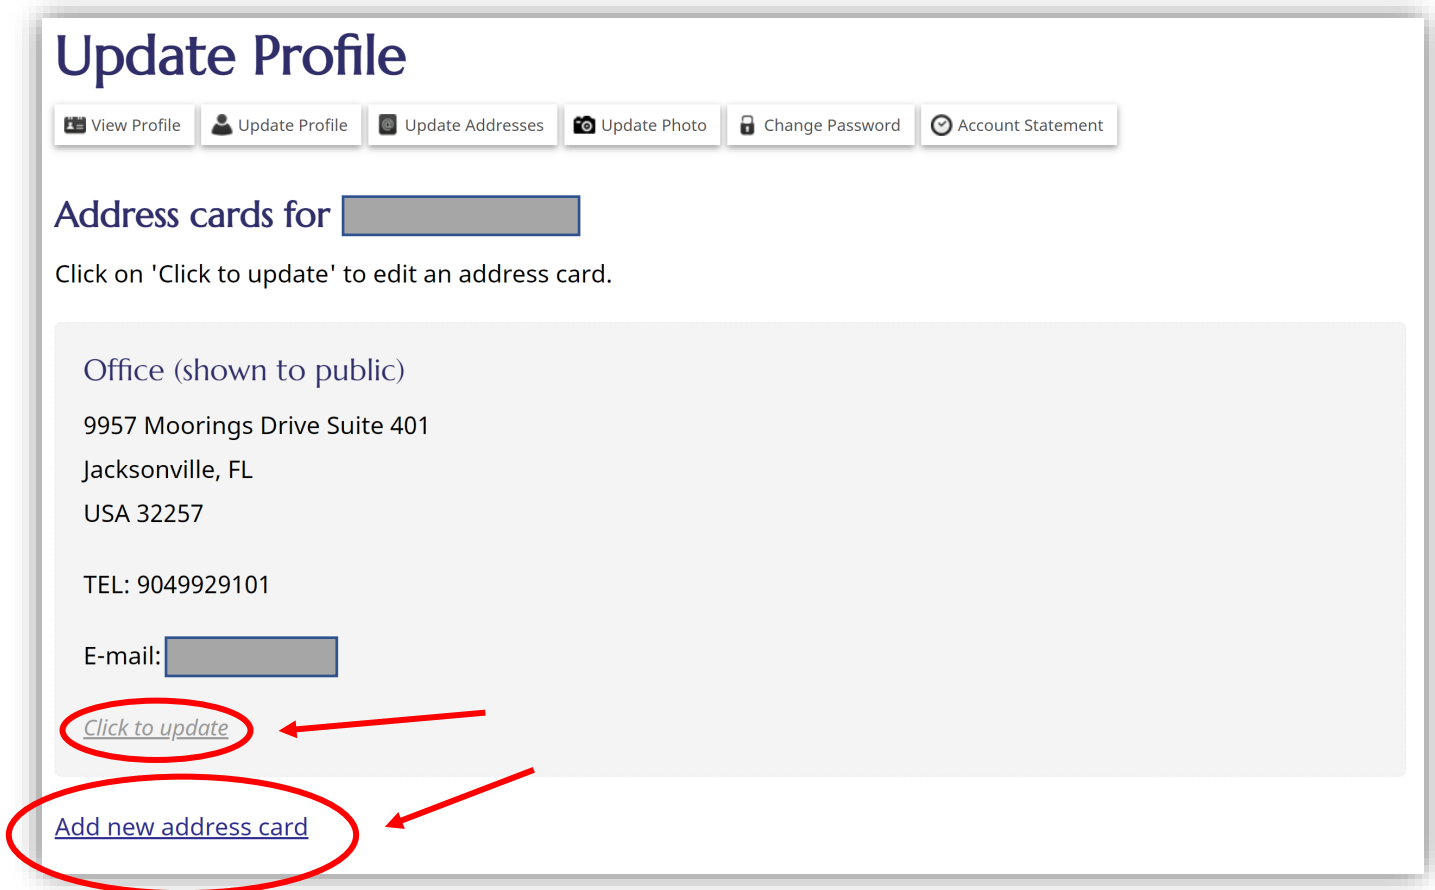 Update Profile
View Profile Update Profile Update Addresses Update Photo Change Password Account Statement
Address cards for
Click on 'Click to update' to edit an address card.
Office (shown to public)
9957 Moorings Drive Suite 401
Jacksonville, FL
USA 32257
TEL: 9049929101
E-mail:
Click to update
Add new address card